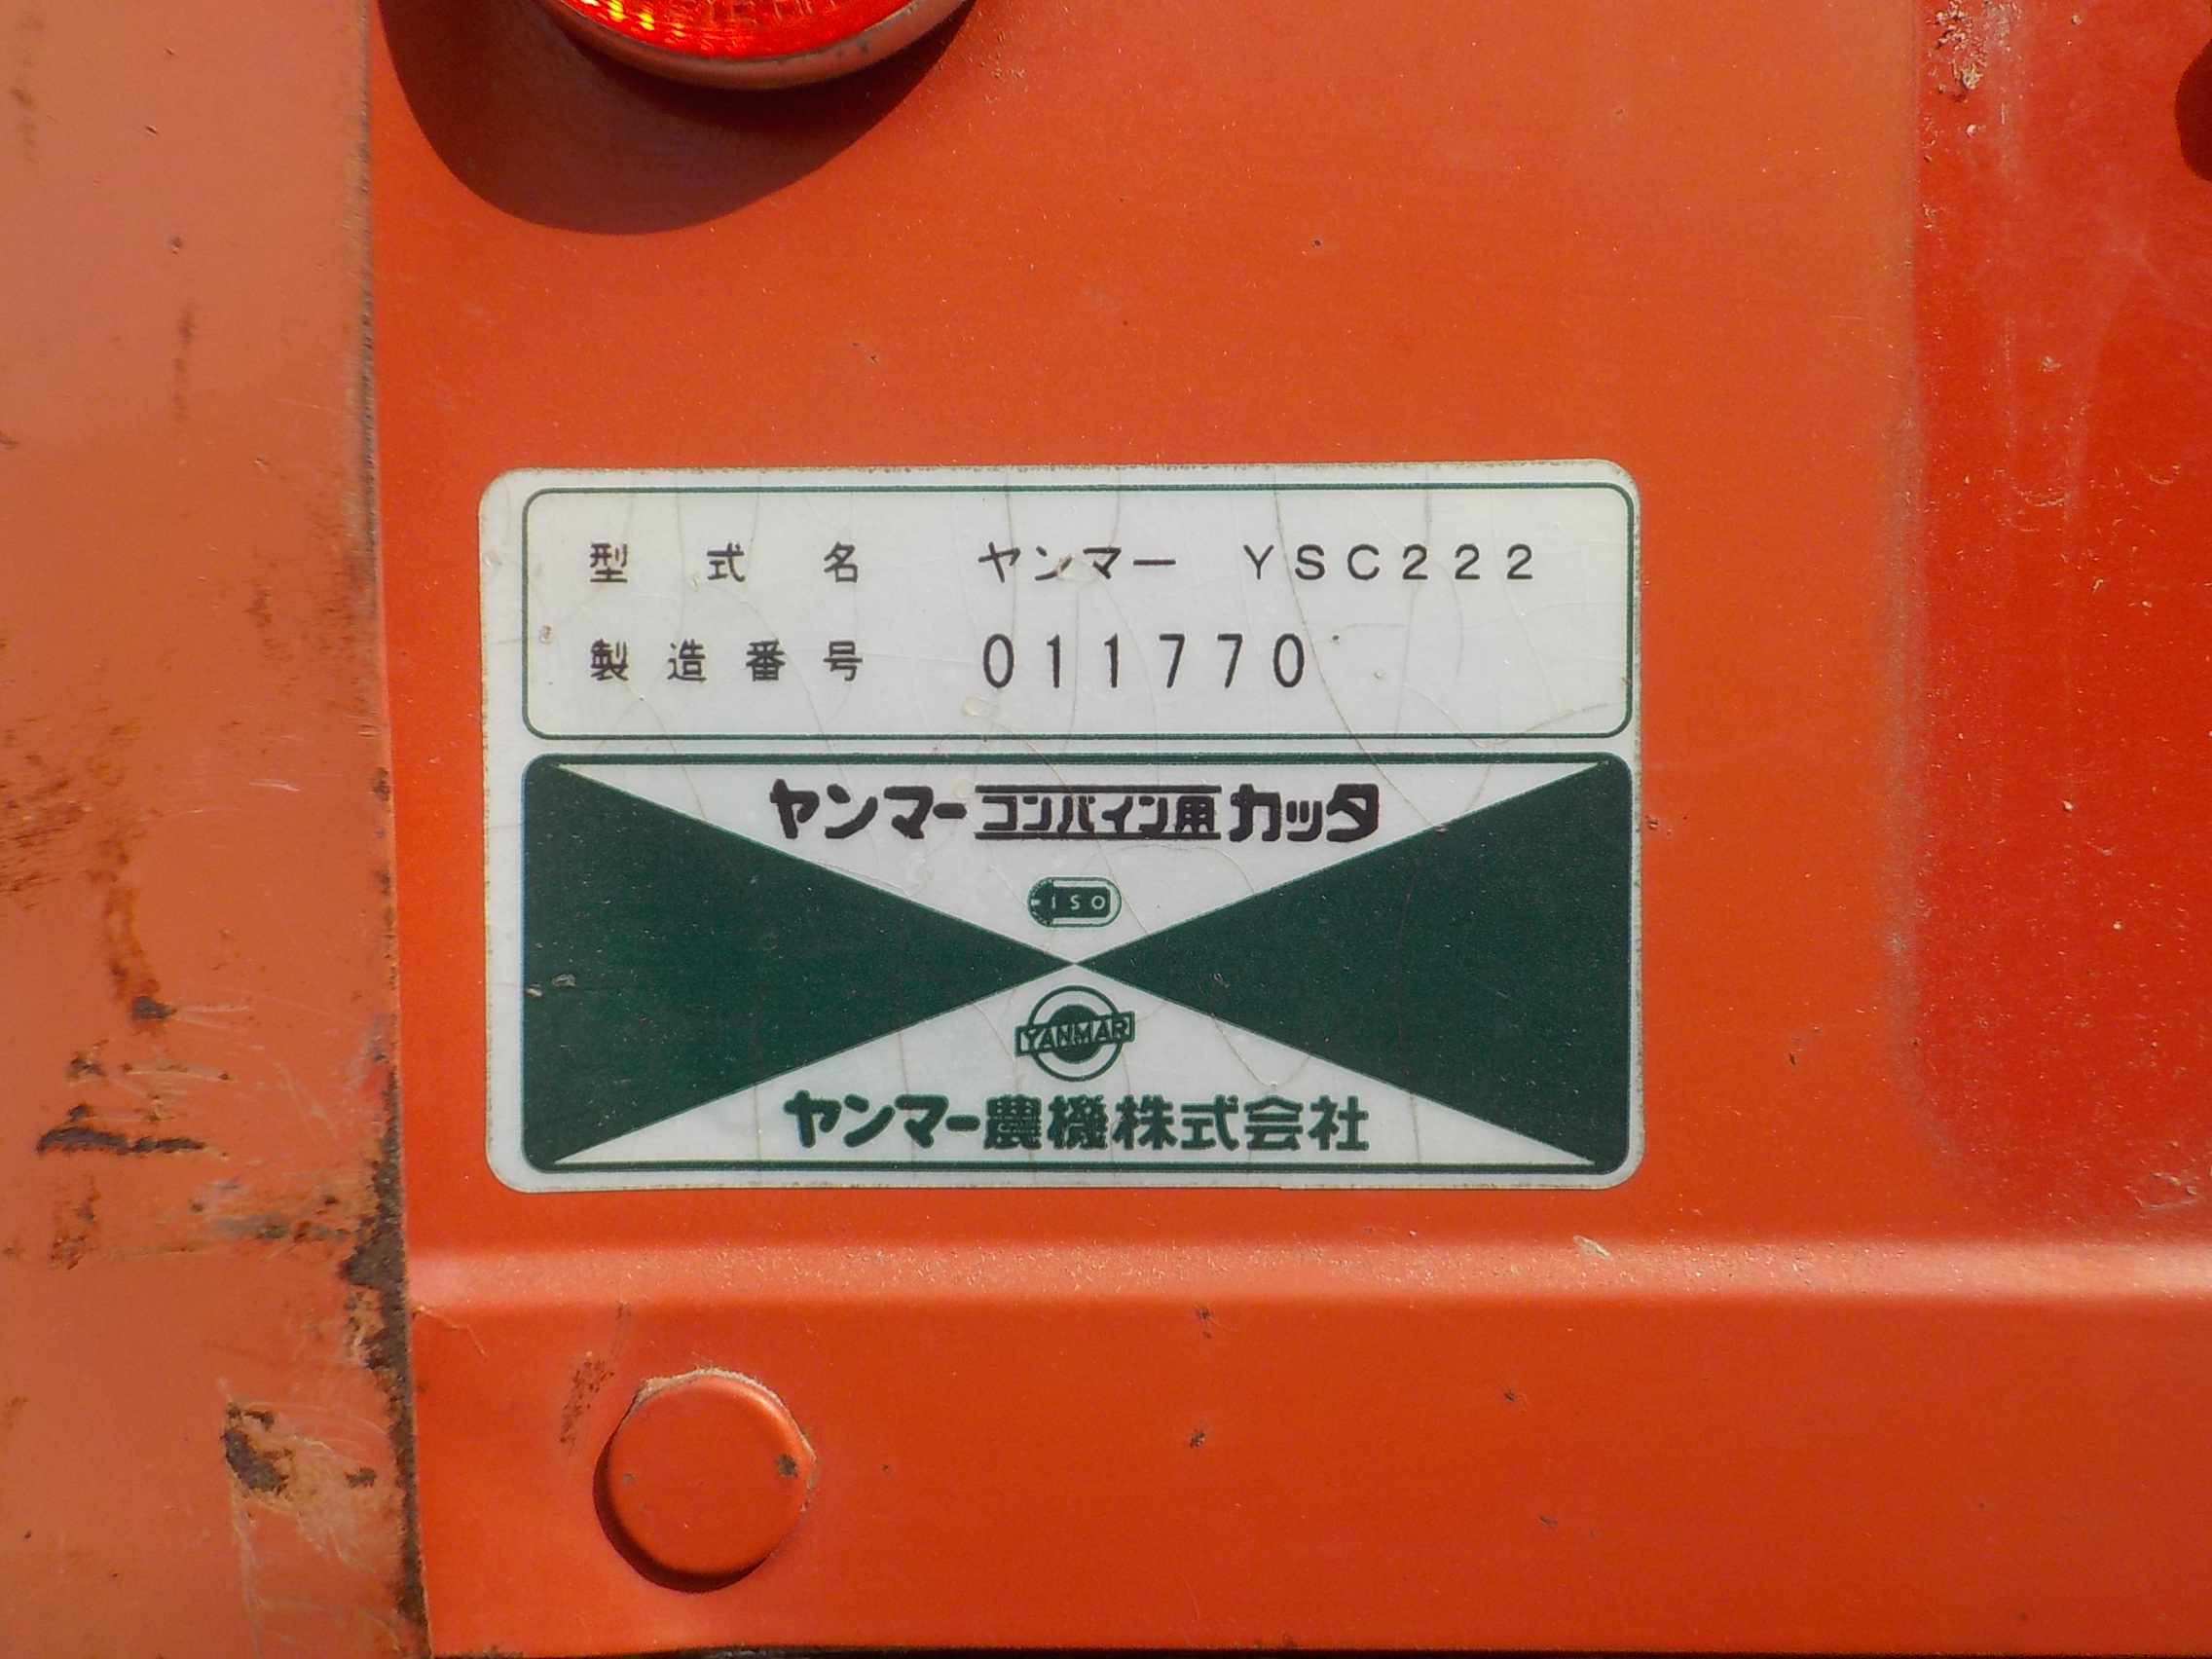 型式名 ヤンマー YSC222
製造番号 011770
ヤンマーコンバイン用カッタ
ISO
YANMAR
ヤンマー農機株式会社